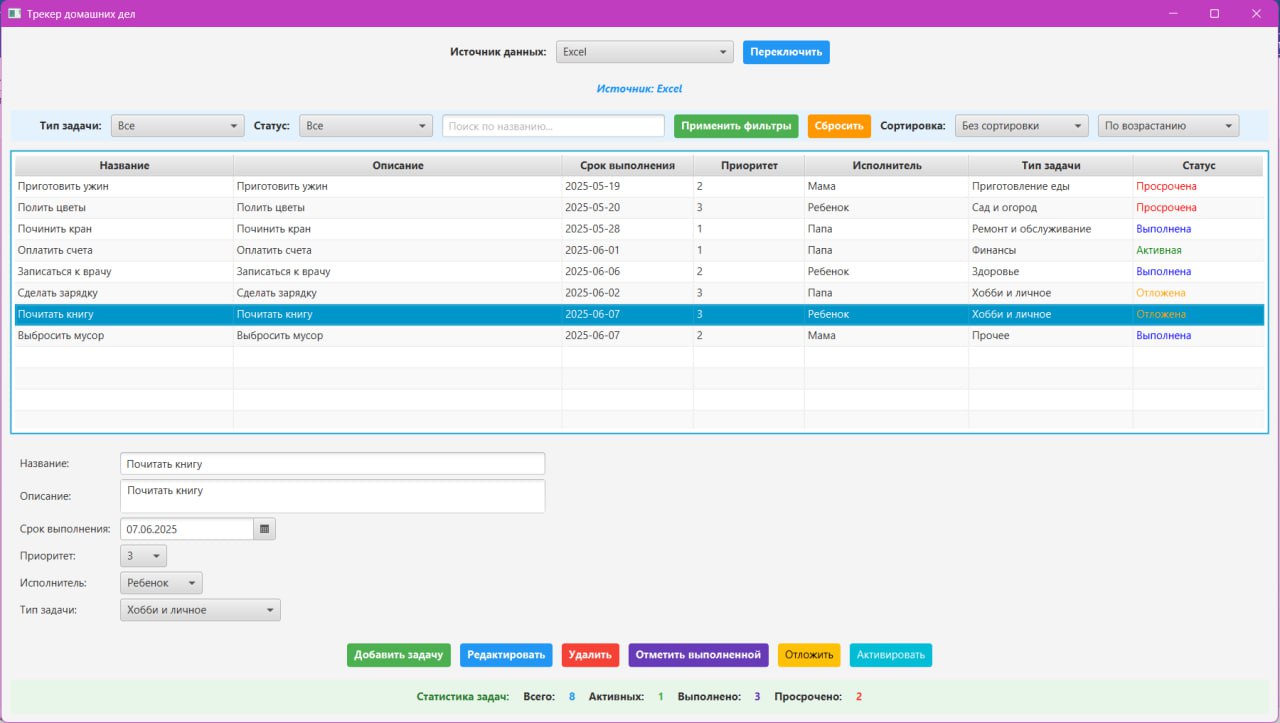 Трекер домашних дел
Источник данных: Excel Переключить
Источник: Excel
Тип задачи: Все Статус: Все Поиск по названию... Применить фильтры Сбросить Сортировка: Без сортировки По возрастанию
Название Описание Срок выполнения Приоритет Исполнитель Тип задачи Статус
Приготовить ужин Приготовить ужин 2025-05-19 2 Мама Приготовление еды Просрочена
Полить цветы Полить цветы 2025-05-20 3 Ребенок Сад и огород Просрочена
Починить кран Починить кран 2025-05-28 1 Папа Ремонт и обслуживание Выполнена
Оплатить счета Оплатить счета 2025-06-01 1 Папа Финансы Активная
Записаться к врачу Записаться к врачу 2025-06-06 2 Ребенок Здоровье Выполнена
Сделать зарядку Сделать зарядку 2025-06-02 3 Папа Хобби и личное Отложена
Почитать книгу Почитать книгу 2025-06-07 3 Ребенок Хобби и личное Отложена
Выбросить мусор Выбросить мусор 2025-06-07 2 Мама Прочее Выполнена
Название: Почитать книгу
Описание: Почитать книгу
Срок выполнения: 07.06.2025
Приоритет: 3
Исполнитель: Ребенок
Тип задачи: Хобби и личное
Добавить задачу Редактировать Удалить Отметить выполненной Отложить Активировать
Статистика задач: Всего: 8 Активных: 1 Выполнено: 3 Просрочено: 2